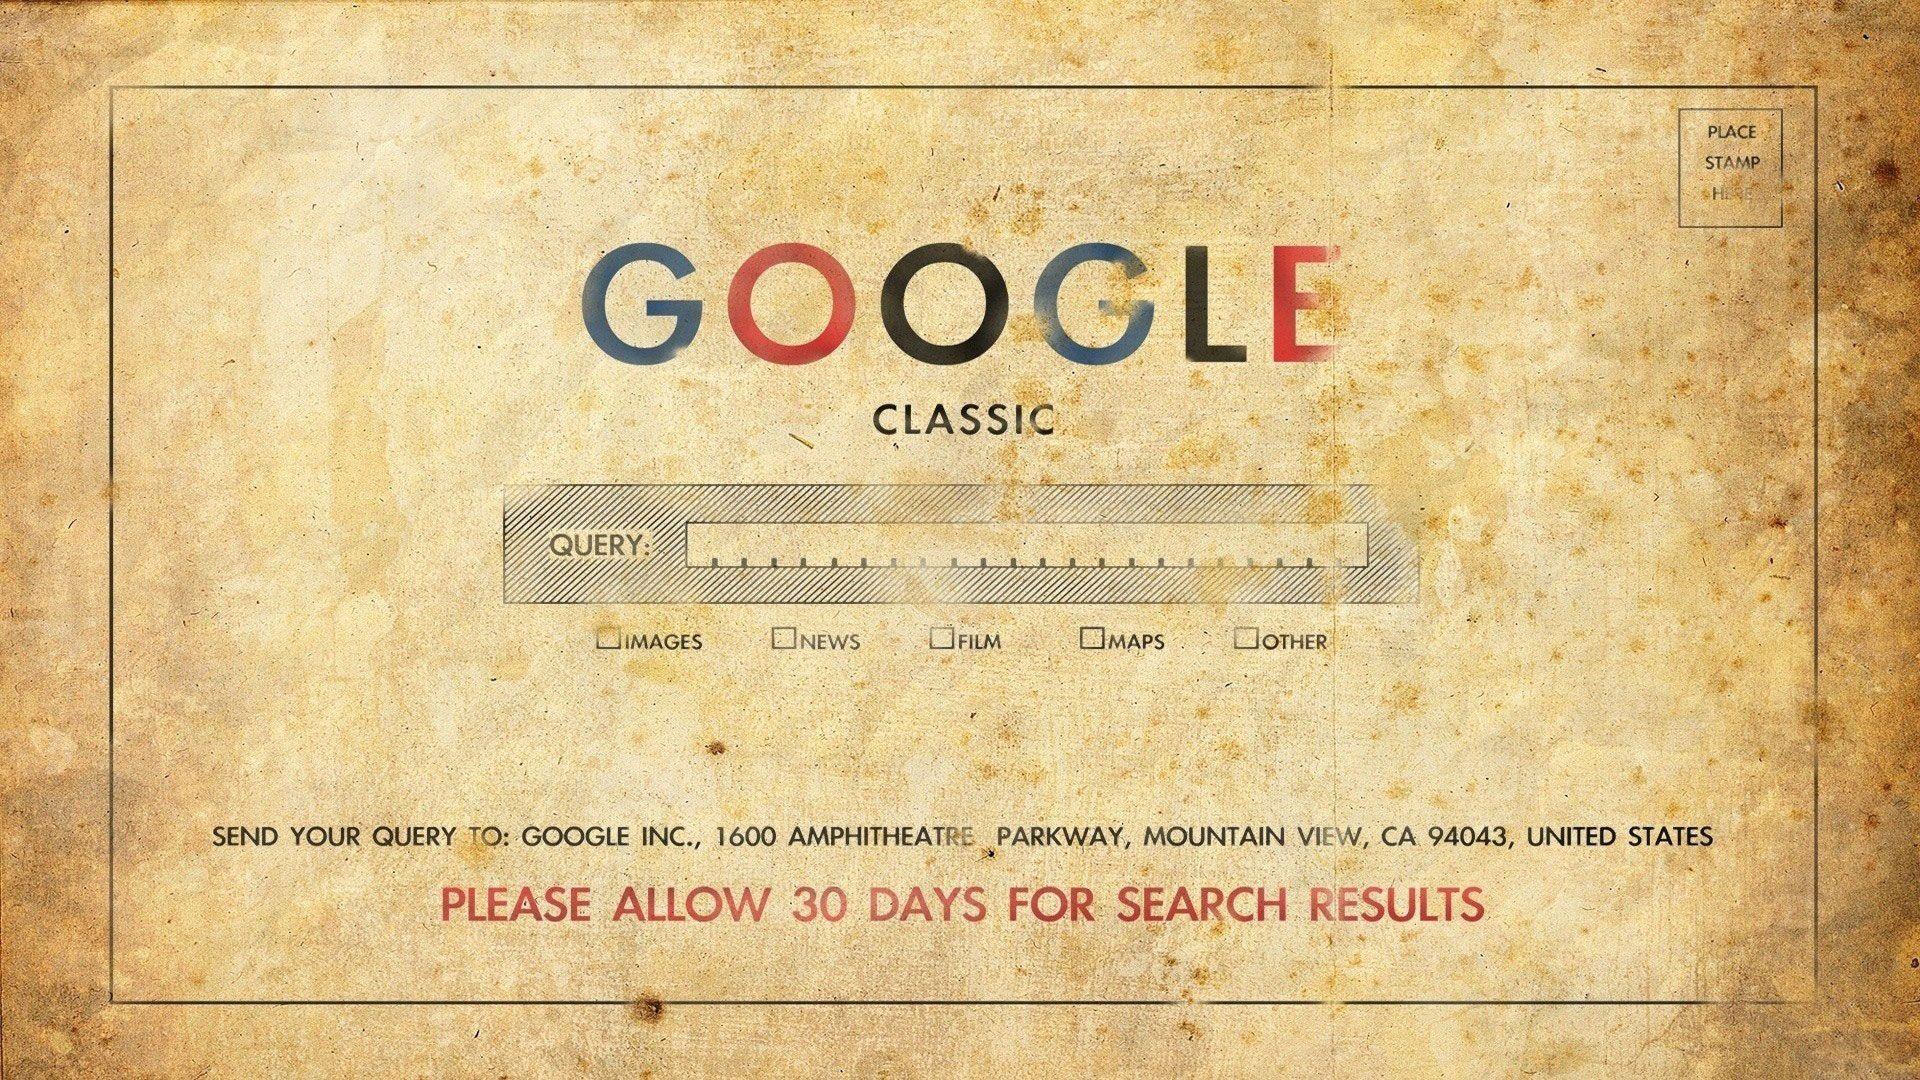 PLACE
STAMP
HERE
GOOGLE
CLASSIC
QUERY:
IMAGES NEWS FILM MAPS OTHER
SEND YOUR QUERY TO: GOOGLE INC., 1600 AMPHITHEATRE PARKWAY, MOUNTAIN VIEW, CA 94043, UNITED STATES
PLEASE ALLOW 30 DAYS FOR SEARCH RESULTS